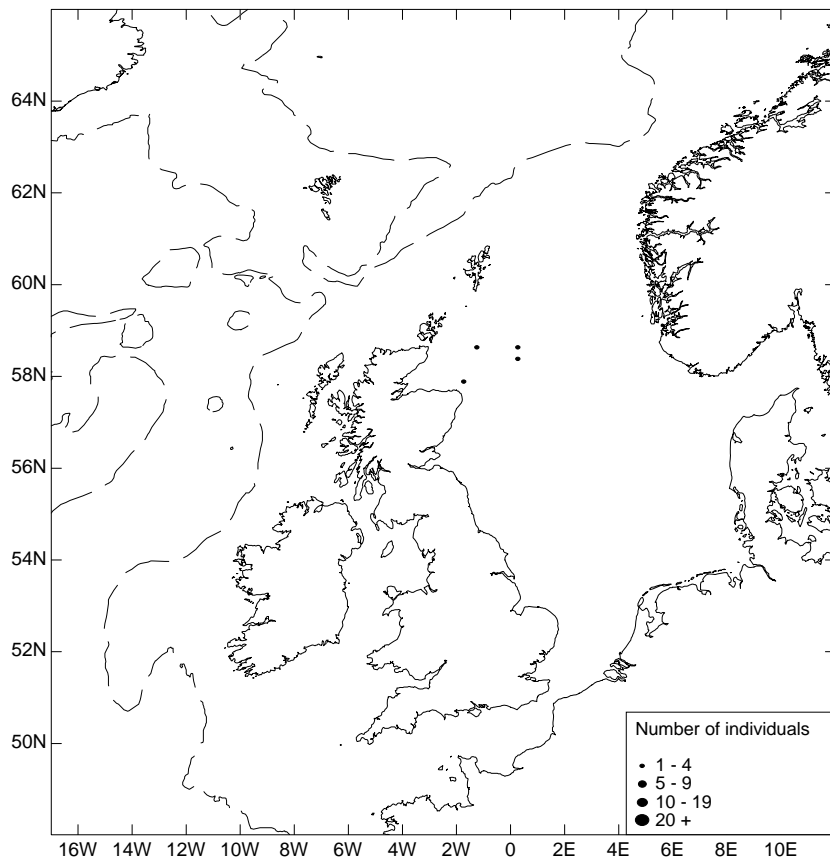 64N
62N
60N
58N
56N
54N
52N
50N
Number of individuals
1 - 4
5 - 9
10 - 19
20 +
16W 14W 12W 10W 8W 6W 4W 2W 0 2E 4E 6E 8E 10E